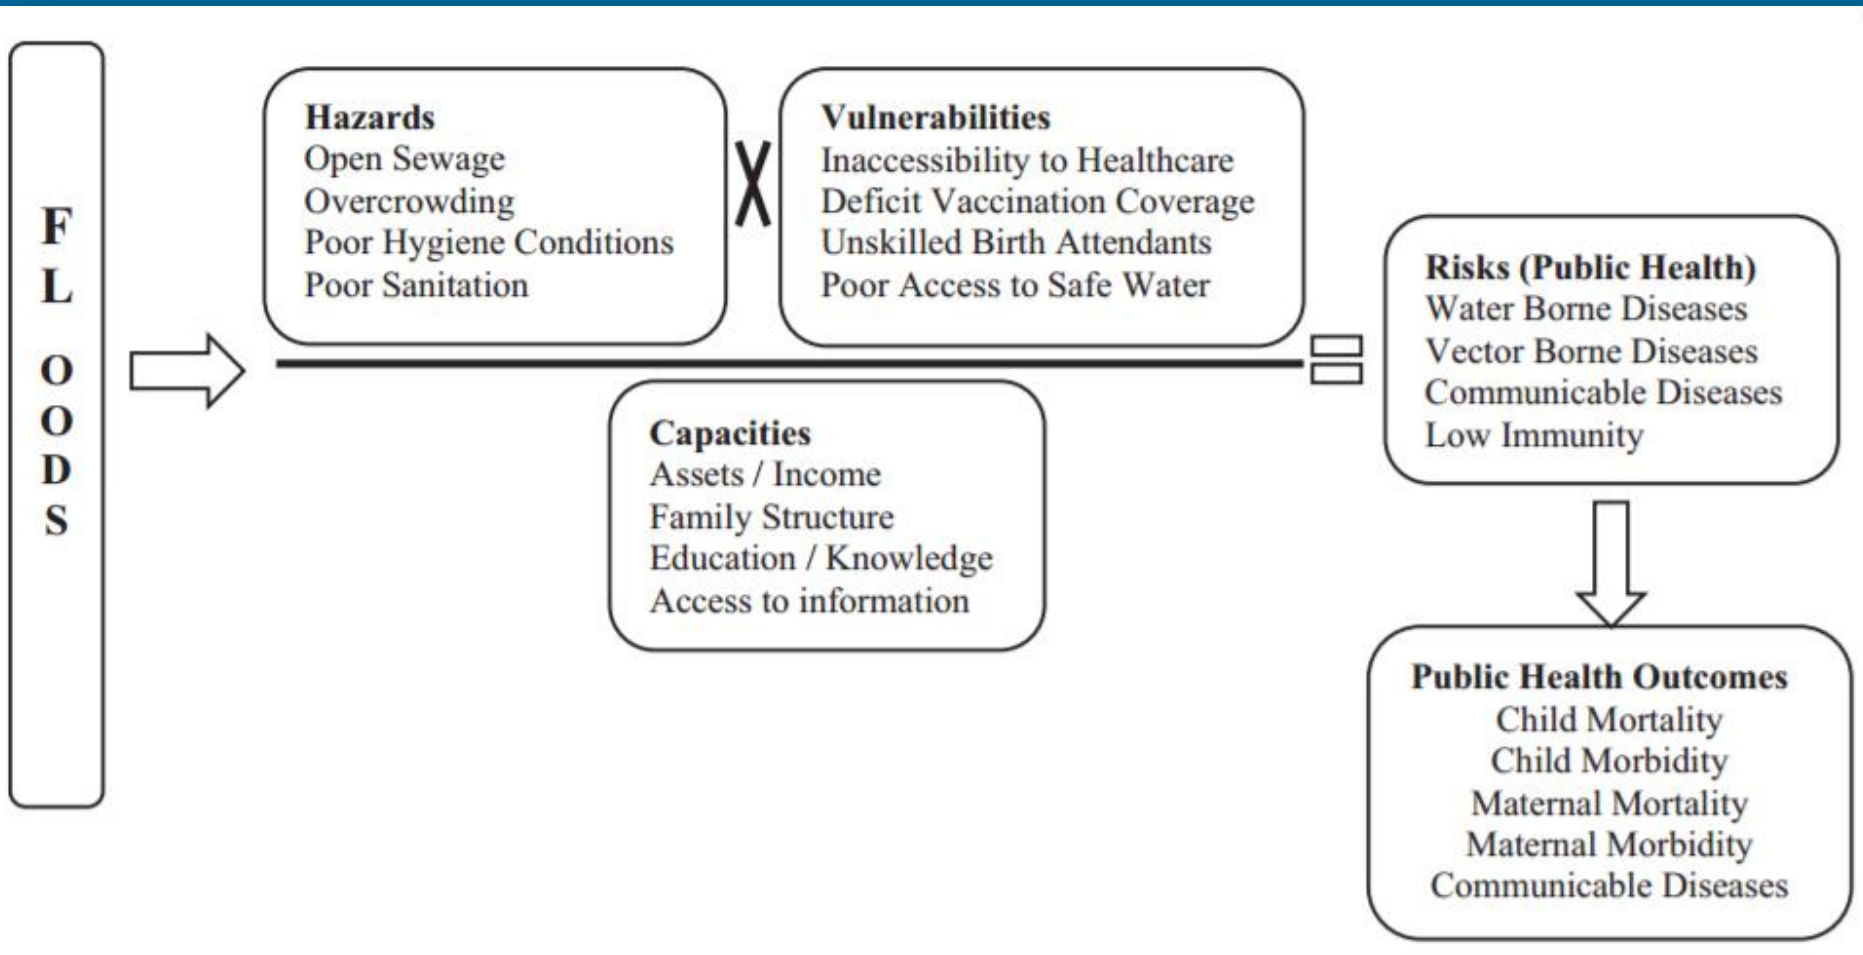 FLOODS
Hazards
Open Sewage
Overcrowding
Poor Hygiene Conditions
Poor Sanitation
X
Vulnerabilities
Inaccessibility to Healthcare
Deficit Vaccination Coverage
Unskilled Birth Attendants
Poor Access to Safe Water
Capacities
Assets / Income
Family Structure
Education / Knowledge
Access to information
Risks (Public Health)
Water Borne Diseases
Vector Borne Diseases
Communicable Diseases
Low Immunity
Public Health Outcomes
Child Mortality
Child Morbidity
Maternal Mortality
Maternal Morbidity
Communicable Diseases